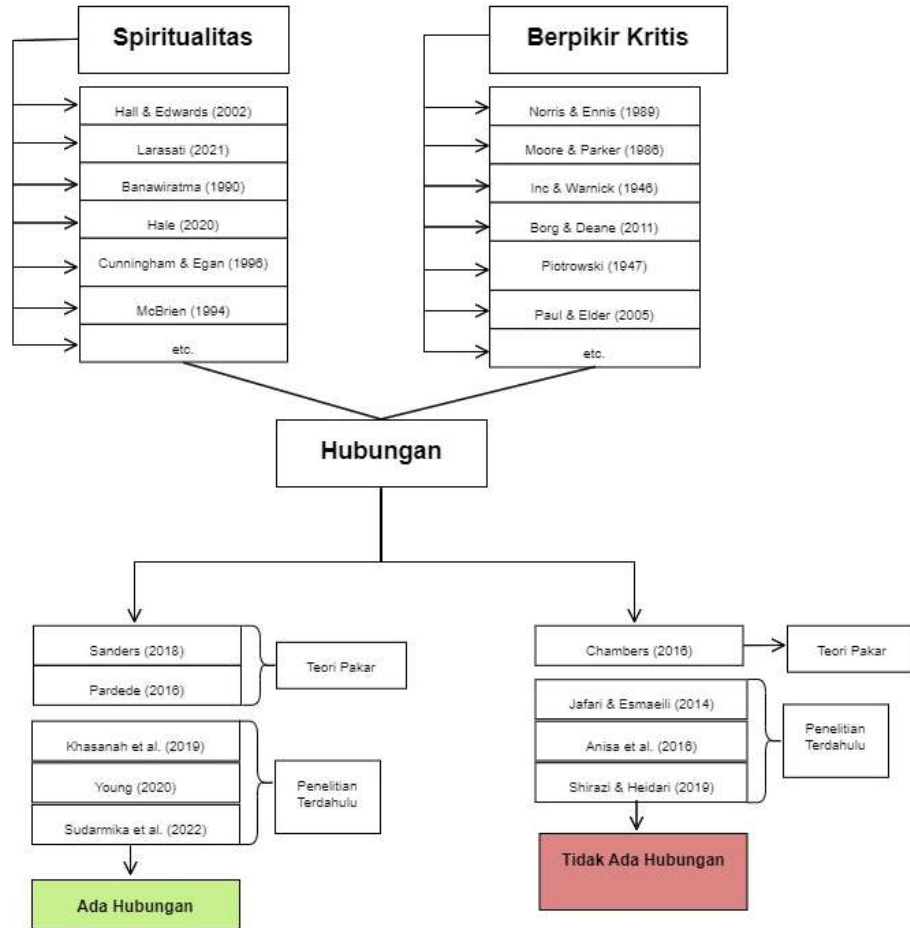 Spiritualitas
Hall & Edwards (2002)
Larasati (2021)
Banawiratma (1990)
Hale (2020)
Cunningham & Egan (1996)
McBrien (1994)
etc.
Berpikir Kritis
Norris & Ennis (1989)
Moore & Parker (1986)
Inc & Warnick (1946)
Borg & Deane (2011)
Piotrowski (1947)
Paul & Elder (2005)
etc.
Hubungan
Sanders (2018)
Pardede (2016)
Teori Pakar
Khasanah et al. (2019)
Young (2020)
Sudarmika et al. (2022)
Penelitian
Terdahulu
Ada Hubungan
Chambers (2016)
Teori Pakar
Jafari & Esmaeili (2014)
Anisa et al. (2016)
Shirazi & Heidari (2019)
Penelitian
Terdahulu
Tidak Ada Hubungan